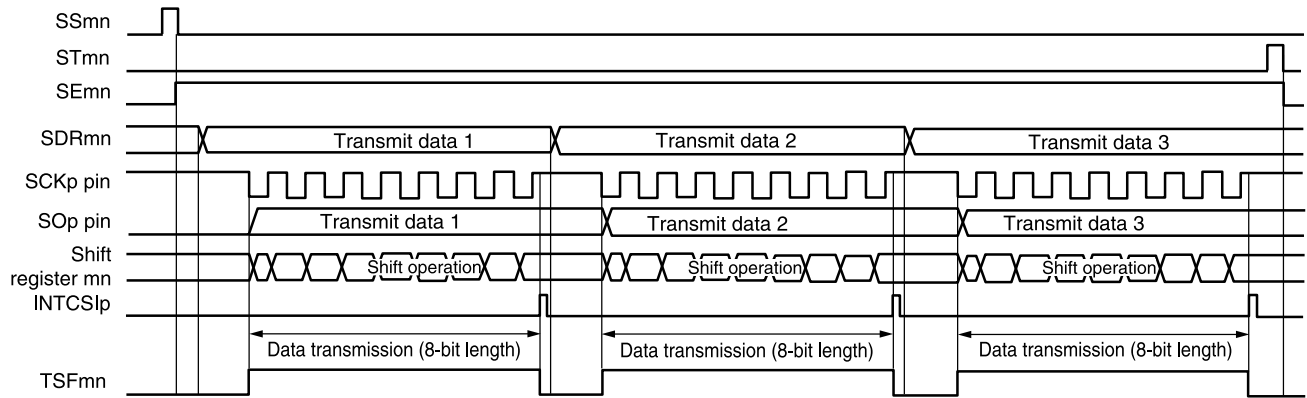 SSmn
STmn
SEmn
SDRmn Transmit data 1 Transmit data 2 Transmit data 3
SCKp pin
SOp pin Transmit data 1 Transmit data 2 Transmit data 3
Shift
register mn Shift operation Shift operation Shift operation
INTCSIp
Data transmission (8-bit length) Data transmission (8-bit length) Data transmission (8-bit length)
TSFmn